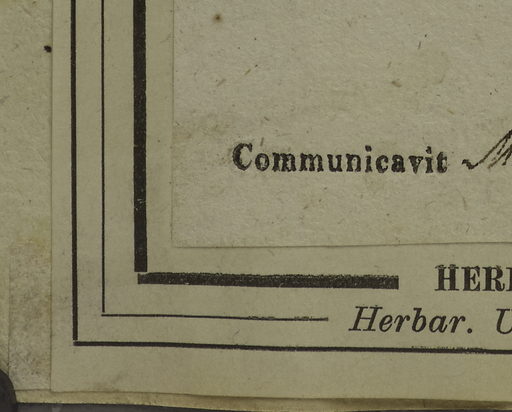 Communicavit
HER
Herbar. U